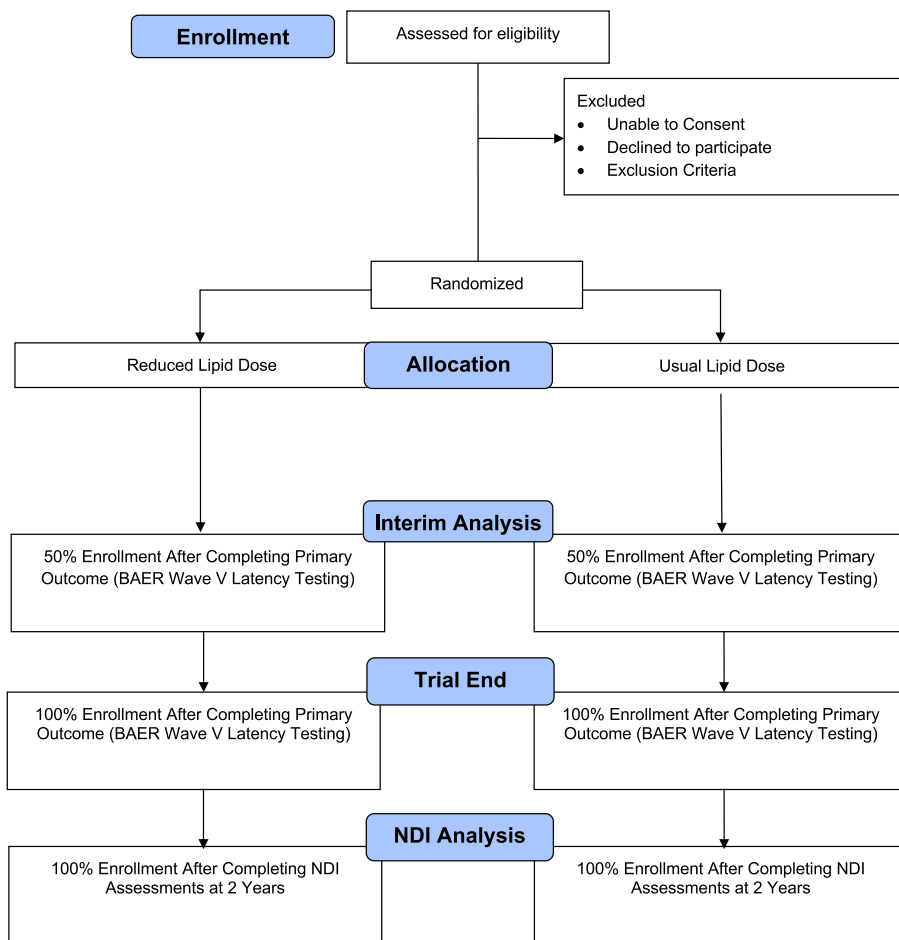 Enrollment
Assessed for eligibility
Excluded
• Unable to Consent
• Declined to participate
• Exclusion Criteria
Randomized
Reduced Lipid Dose
Allocation
Usual Lipid Dose
Interim Analysis
50% Enrollment After Completing Primary
Outcome (BAER Wave V Latency Testing)
50% Enrollment After Completing Primary
Outcome (BAER Wave V Latency Testing)
Trial End
100% Enrollment After Completing Primary
Outcome (BAER Wave V Latency Testing)
100% Enrollment After Completing Primary
Outcome (BAER Wave V Latency Testing)
NDI Analysis
100% Enrollment After Completing NDI
Assessments at 2 Years
100% Enrollment After Completing NDI
Assessments at 2 Years